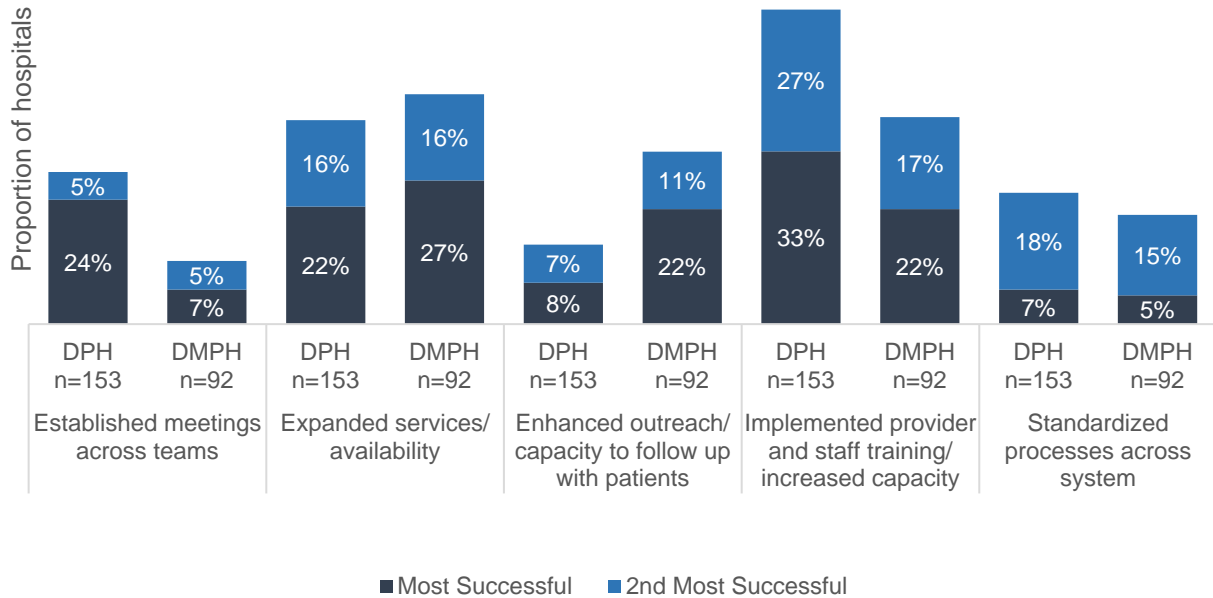 Proportion of hospitals
5%
24%
5%
7%
16%
22%
16%
27%
7%
8%
11%
22%
27%
33%
17%
22%
18%
7%
15%
5%
DPH
n=153
DMPH
n=92
DPH
n=153
DMPH
n=92
DPH
n=153
DMPH
n=92
DPH
n=153
DMPH
n=92
DPH
n=153
DMPH
n=92
Established meetings
across teams
Expanded services/
availability
Enhanced outreach/
capacity to follow up
with patients
Implemented provider
and staff training/
increased capacity
Standardized
processes across
system
Most Successful
2nd Most Successful